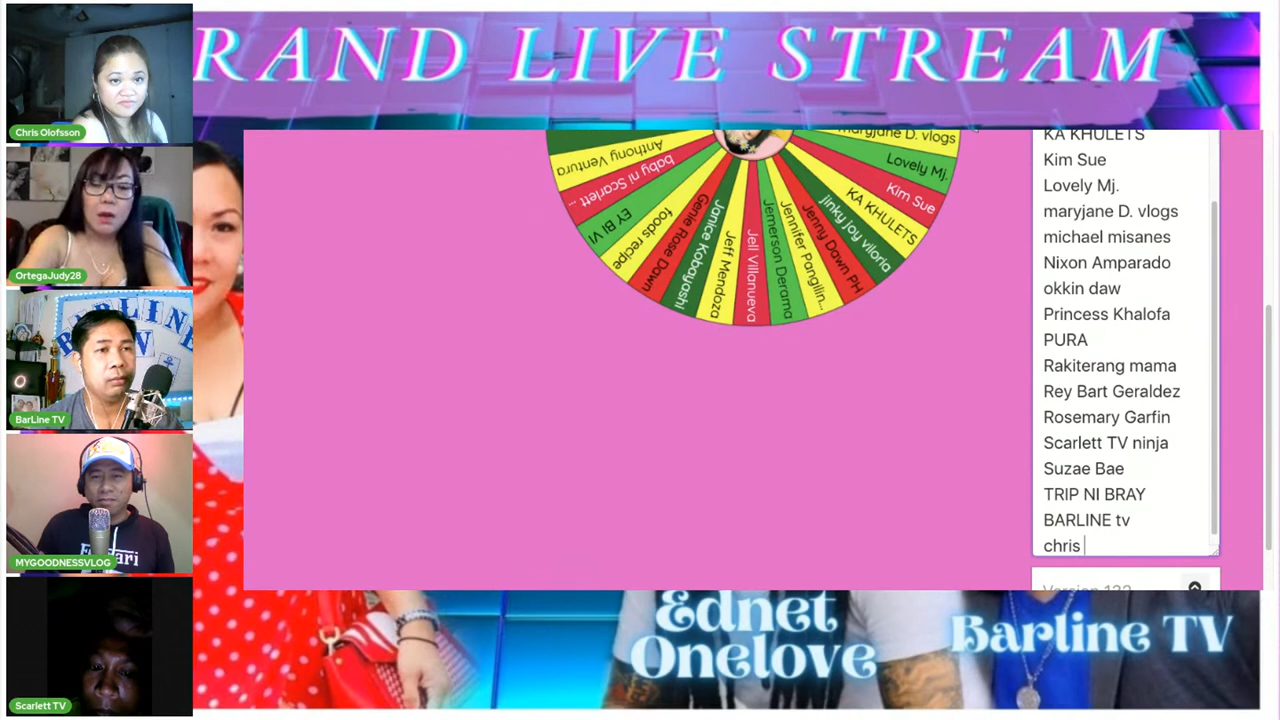 RAND LIVE STREAM
Chris Olofsson
OrtegaJudy28
BARLINE
BarLine TV
MYGOODNESSVLOG
Scarlett TV
Anthony Ventura
baby ni Scarlett ...
EY BI VI
foods recipe
Genie Rose Dawn
Janice Kobayashi
Jeff Mendoza
Jell Villanueva
Jemerson Derama
Jennifer Pangilin...
Jenny Dawn PH
jinky joy viloria
KA KHULETS
Kim Sue
Lovely Mj.
maryjane D. vlogs
KA KHULETS
Kim Sue
Lovely Mj.
maryjane D. vlogs
michael misanes
Nixon Amparado
okkin daw
Princess Khalofa
PURA
Rakiterang mama
Rey Bart Geraldez
Rosemary Garfin
Scarlett TV ninja
Suzae Bae
TRIP NI BRAY
BARLINE tv
chris
Ednet
Onelove
Barline TV